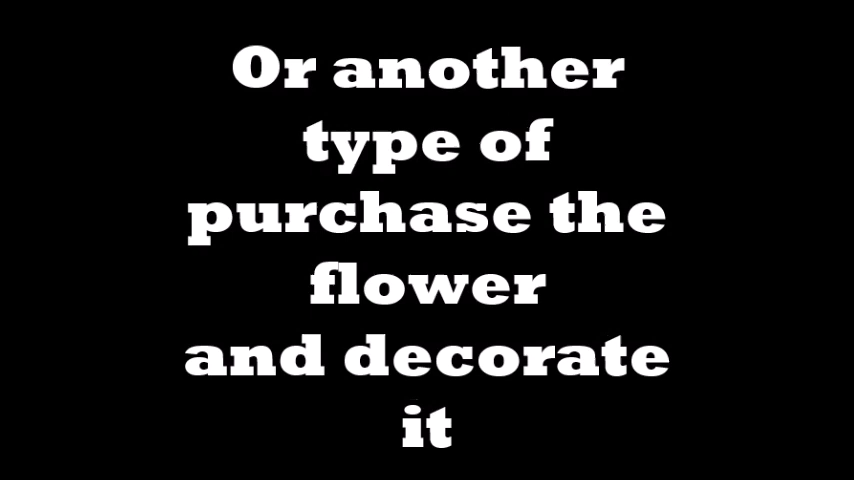 Or another
type of
purchase the
flower
and decorate
it